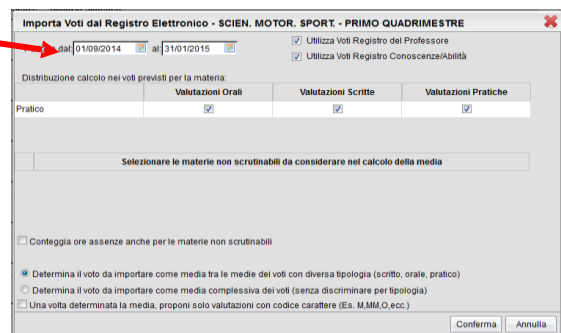 Importa Voti dal Registro Elettronico - SCIEN. MOTOR. SPORT. - PRIMO QUADRIMESTRE
dal: 01/09/2014 al: 31/01/2015 Utilizza Voti Registro del Professore
Utilizza Voti Registro Conoscenze/Abilità
Distribuzione calcolo nei voti previsti per la materia:
Valutazioni Orali Valutazioni Scritte Valutazioni Pratiche
Pratico
Selezionare le materie non scrutinabili da considerare nel calcolo della media
Conteggia ore assenze anche per le materie non scrutinabili
Determina il voto da importare come media tra le medie dei voti con diversa tipologia (scritto, orale, pratico)
Determina il voto da importare come media complessiva dei voti (senza discriminare per tipologia)
Una volta determinata la media, proponi solo valutazioni con codice carattere (Es. M,MM,O,ecc.)
Conferma Annulla